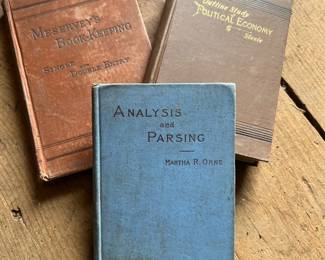 MESERVEY'S
BOOK-KEEPING
SINGLE AND DOUBLE ENTRY
Outline Study
POLITICAL ECONOMY
Steele
ANALYSIS
and
PARSING
MARTHA R. ORNE